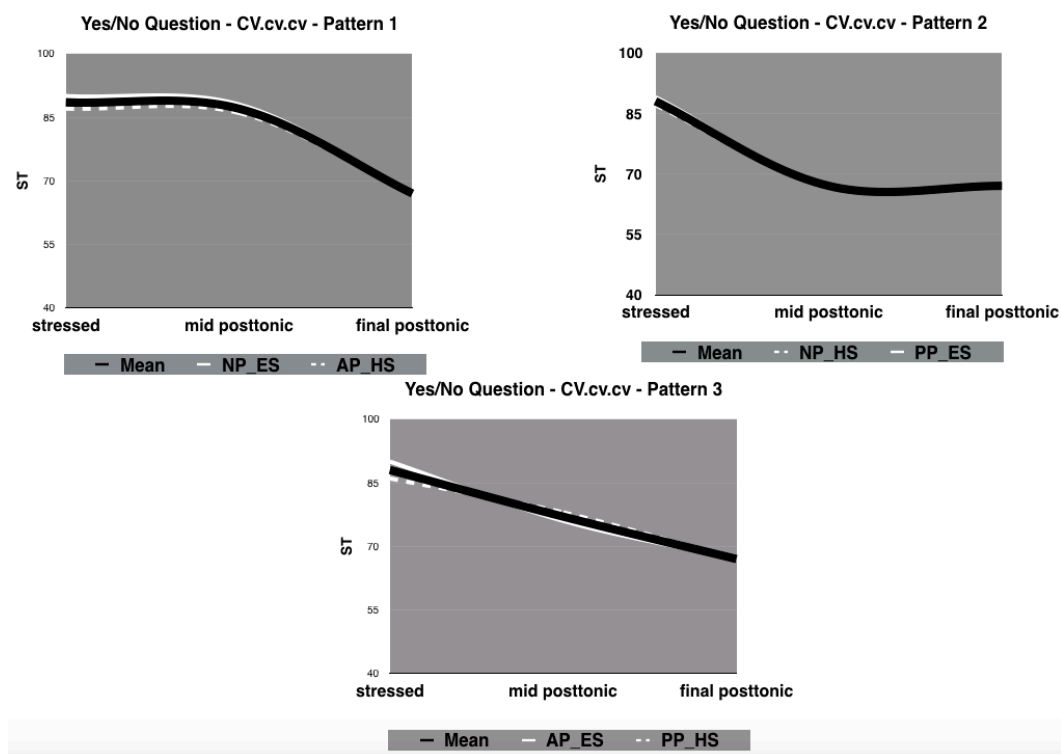 Yes/No Question - CV.cv.cv - Pattern 1
100
85
70
55
40
ST
stressed mid posttonic final posttonic
Mean NP_ES AP_HS
Yes/No Question - CV.cv.cv - Pattern 2
100
85
70
55
40
ST
stressed mid posttonic final posttonic
Mean NP_HS PP_ES
Yes/No Question - CV.cv.cv - Pattern 3
100
85
70
55
40
ST
stressed mid posttonic final posttonic
Mean AP_ES PP_HS